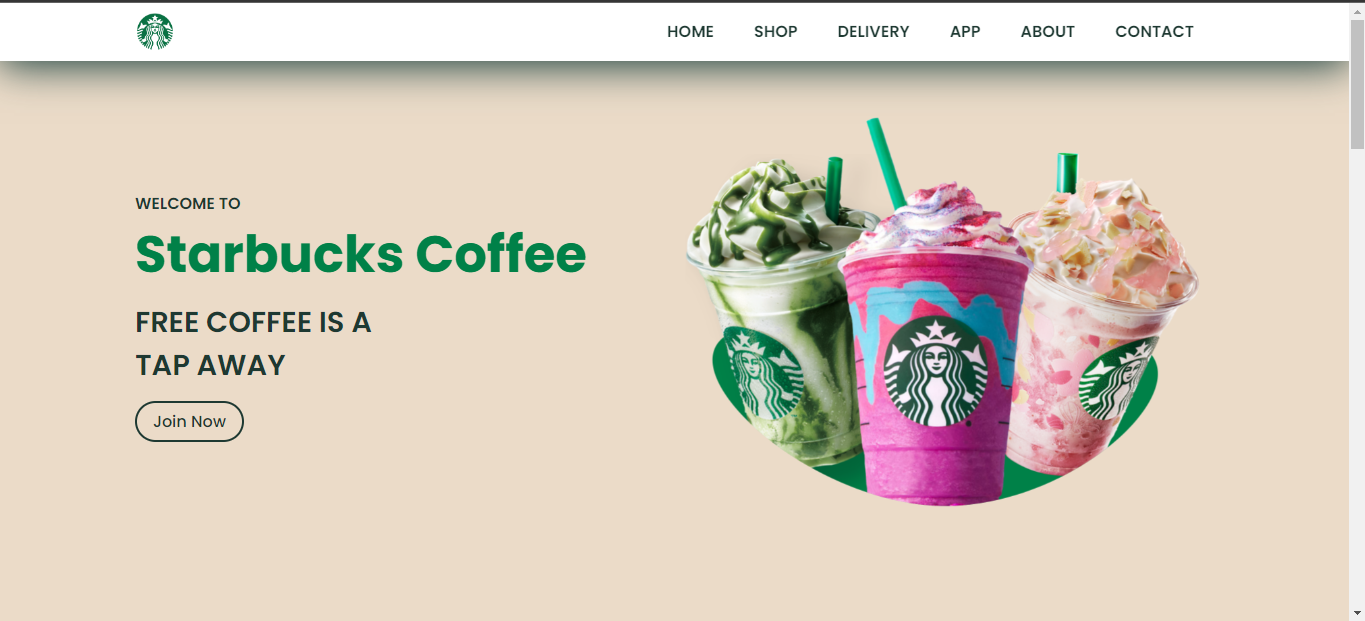 HOME SHOP DELIVERY APP ABOUT CONTACT
WELCOME TO
Starbucks Coffee
FREE COFFEE IS A
TAP AWAY
Join Now